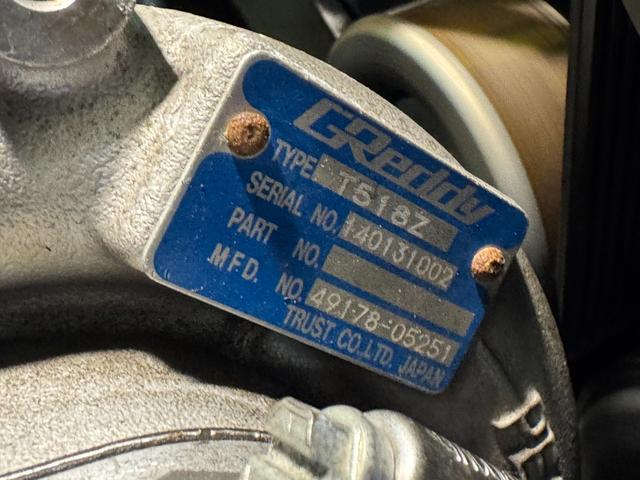 GReddy
TYPE T518Z
SERIAL NO. 140131002
PART NO.
M.F.D. NO. 49178-05251
TRUST.CO.,LTD. JAPAN